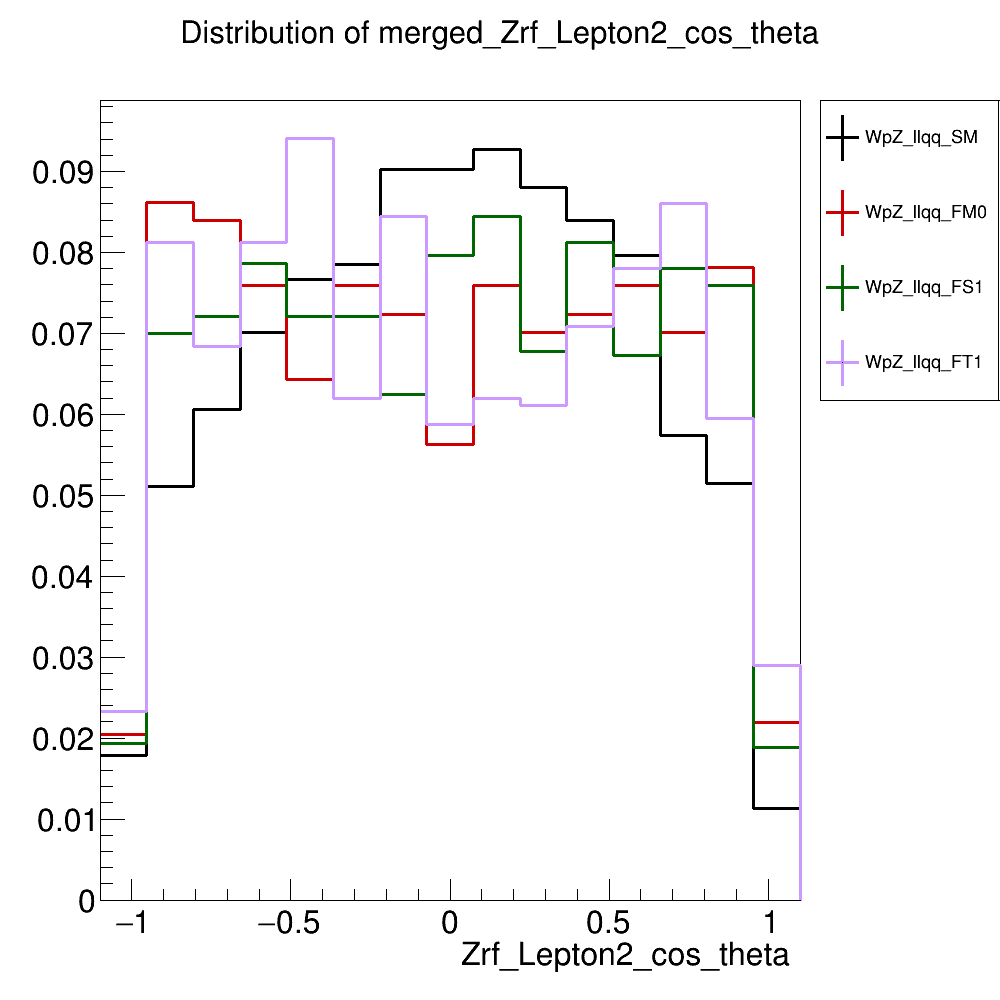 Distribution of merged_Zrf_Lepton2_cos_theta
WpZ_llqq_SM
WpZ_llqq_FM0
WpZ_llqq_FS1
WpZ_llqq_FT1
0.09
0.08
0.07
0.06
0.05
0.04
0.03
0.02
0.01
0
−1 −0.5 0 0.5 1
Zrf_Lepton2_cos_theta